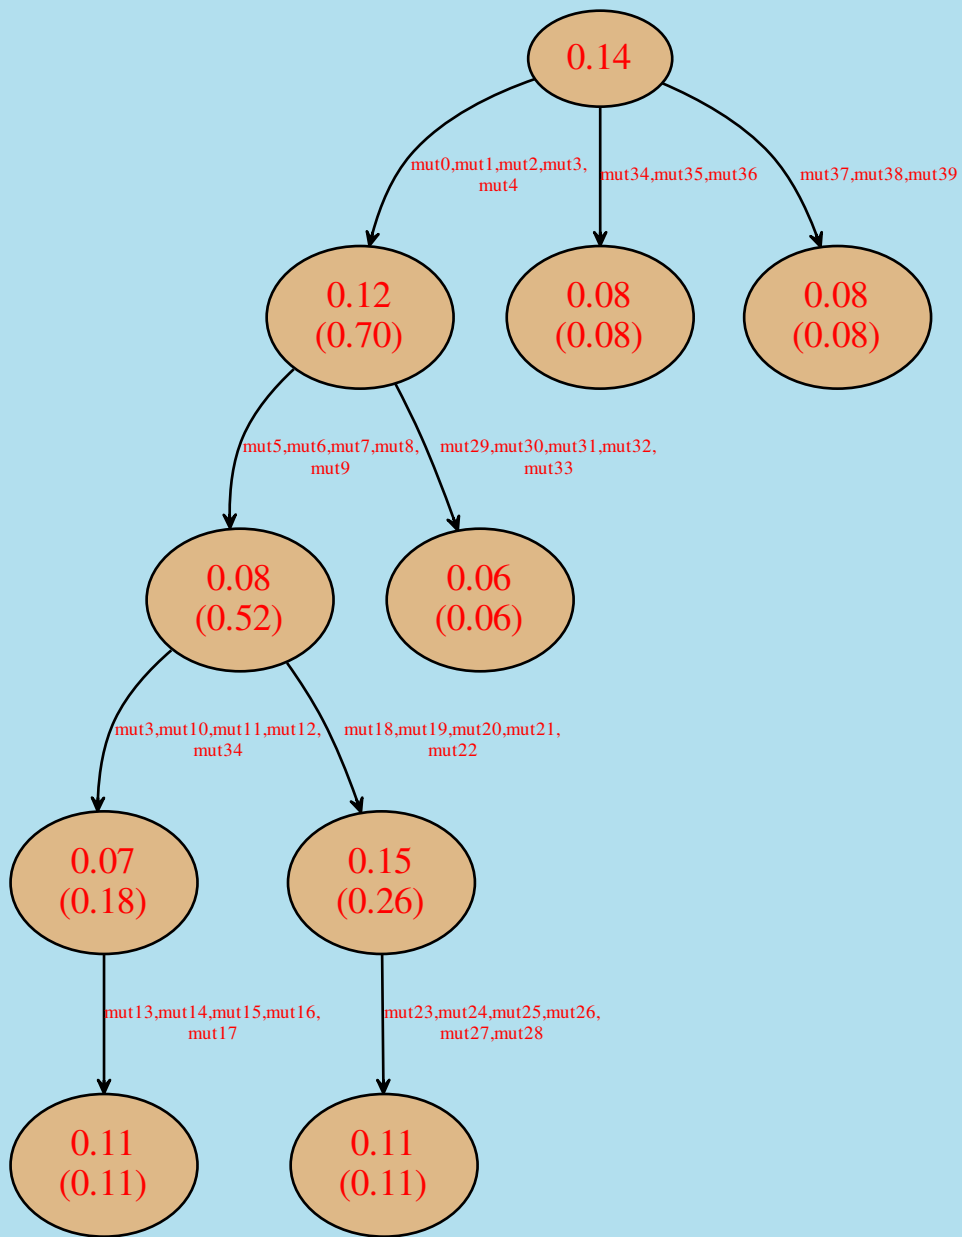 0.14
mut0,mut1,mut2,mut3,
mut4
mut34,mut35,mut36
mut37,mut38,mut39
0.12
(0.70)
0.08
(0.08)
0.08
(0.08)
mut5,mut6,mut7,mut8,
mut9
mut29,mut30,mut31,mut32,
mut33
0.08
(0.52)
0.06
(0.06)
mut3,mut10,mut11,mut12,
mut34
mut18,mut19,mut20,mut21,
mut22
0.07
(0.18)
0.15
(0.26)
mut13,mut14,mut15,mut16,
mut17
mut23,mut24,mut25,mut26,
mut27,mut28
0.11
(0.11)
0.11
(0.11)